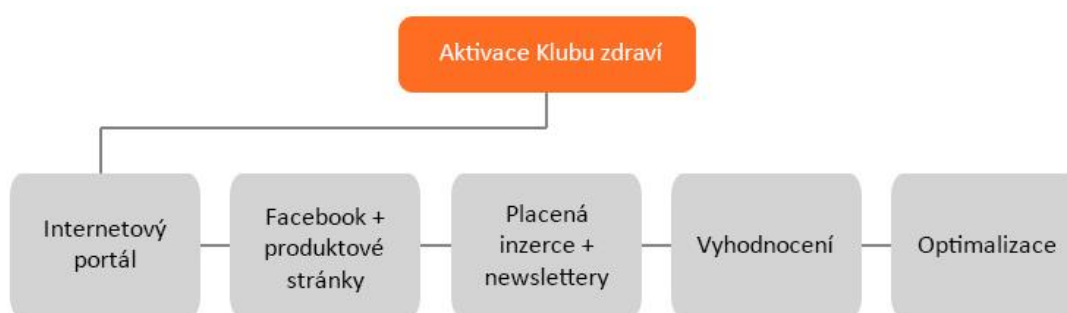 Aktivace Klubu zdraví
Internetový
portál
Facebook +
produktové
stránky
Placená
inzerce +
newslettery
Vyhodnocení
Optimalizace